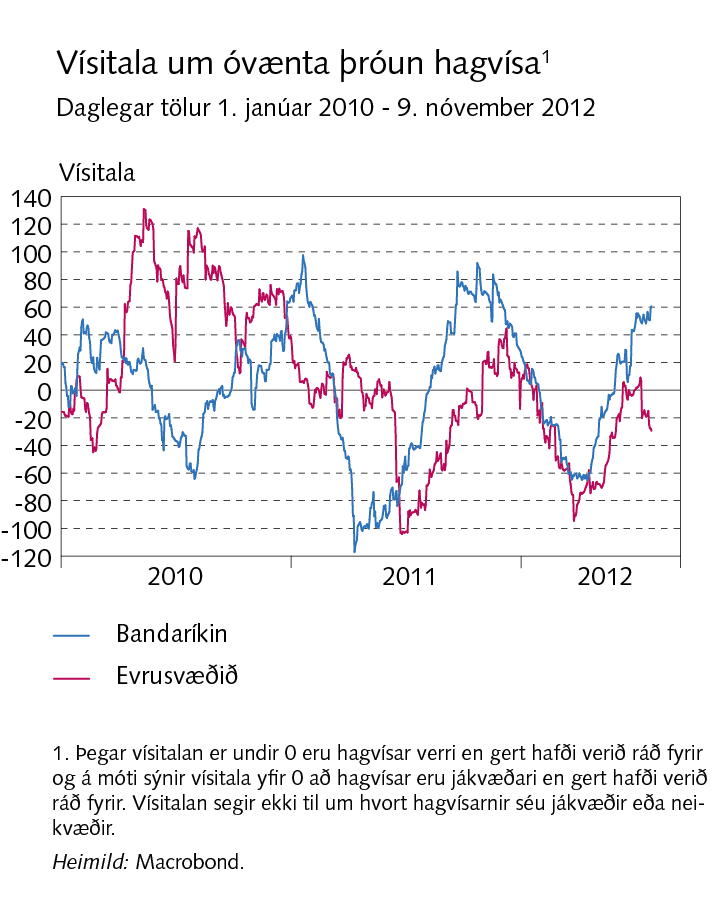 Vísitala um óvænta þróun hagvísa¹
Daglegar tölur 1. janúar 2010 - 9. nóvember 2012
Vísitala
140
120
100
80
60
40
20
0
-20
-40
-60
-80
-100
-120
2010 2011 2012
Bandaríkin
Evrusvæðið
1. Þegar vísitalan er undir 0 eru hagvísar verri en gert hafði verið ráð fyrir
og á móti sýnir vísitala yfir 0 að hagvísar eru jákvæðari en gert hafði verið
ráð fyrir. Vísitalan segir ekki til um hvort hagvísarnir séu jákvæðir eða nei-
kvæðir.
Heimild: Macrobond.